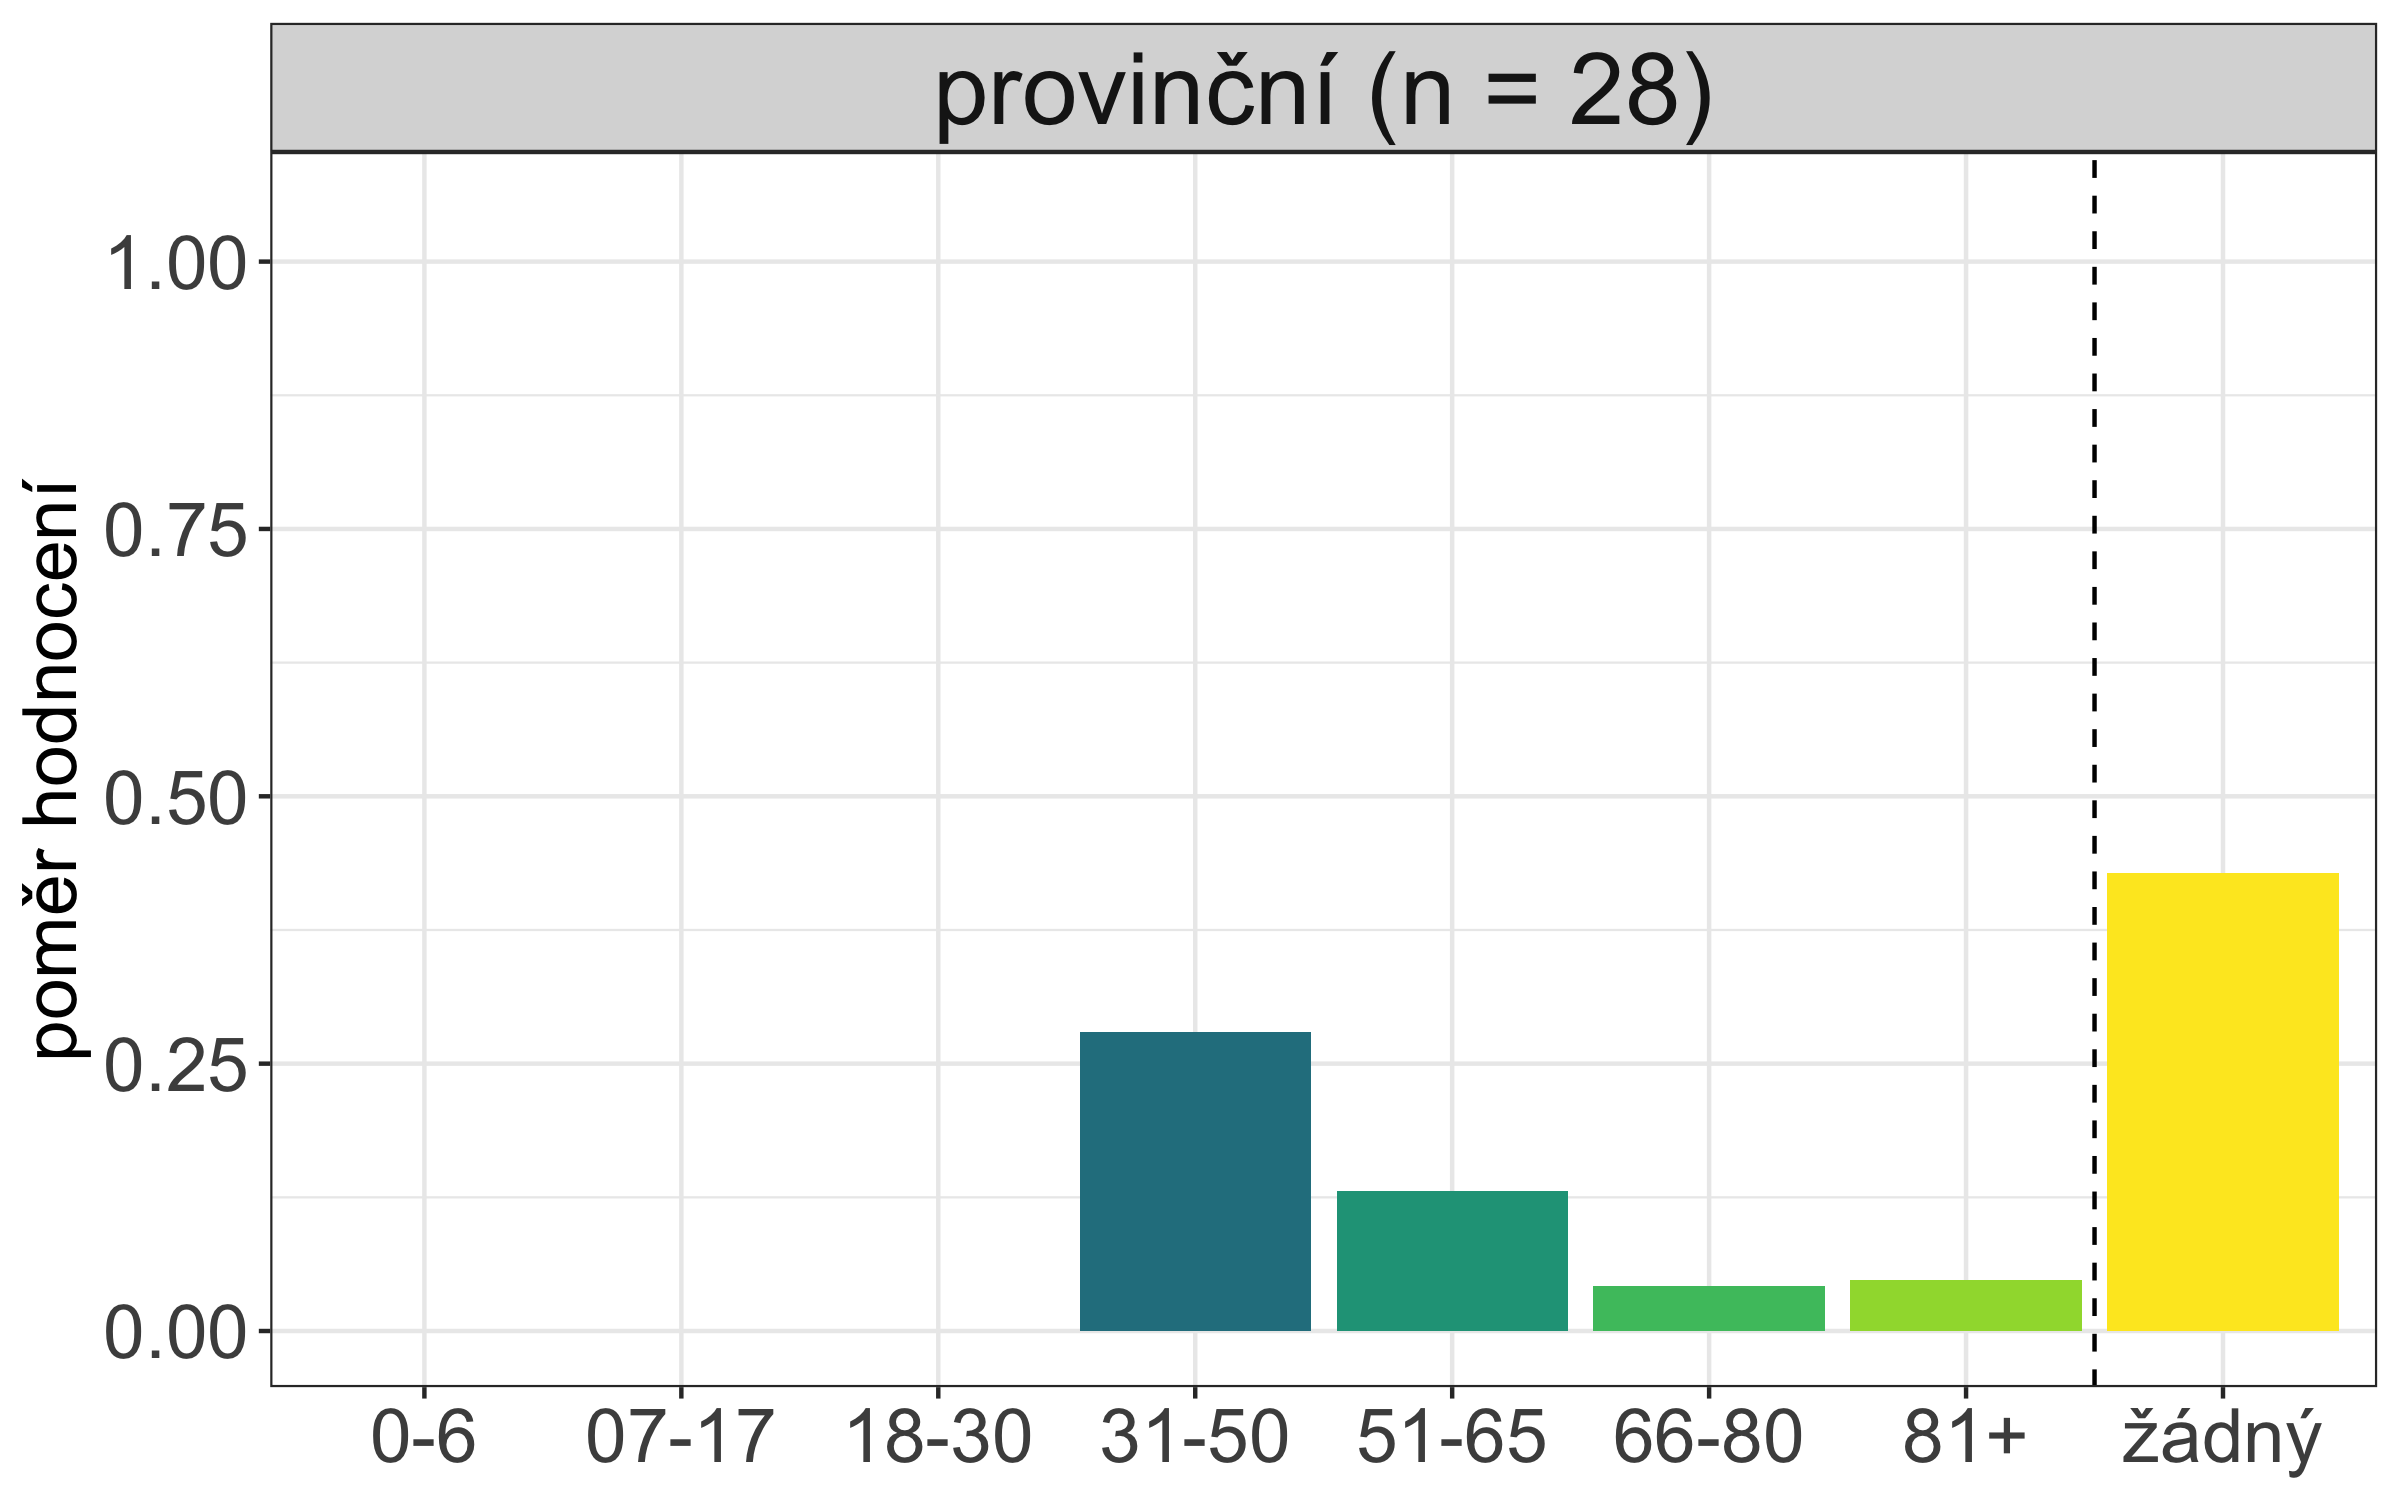 provinční (n = 28)
poměr hodnocení
1.00
0.75
0.50
0.25
0.00
0-6 07-17 18-30 31-50 51-65 66-80 81+ žádný